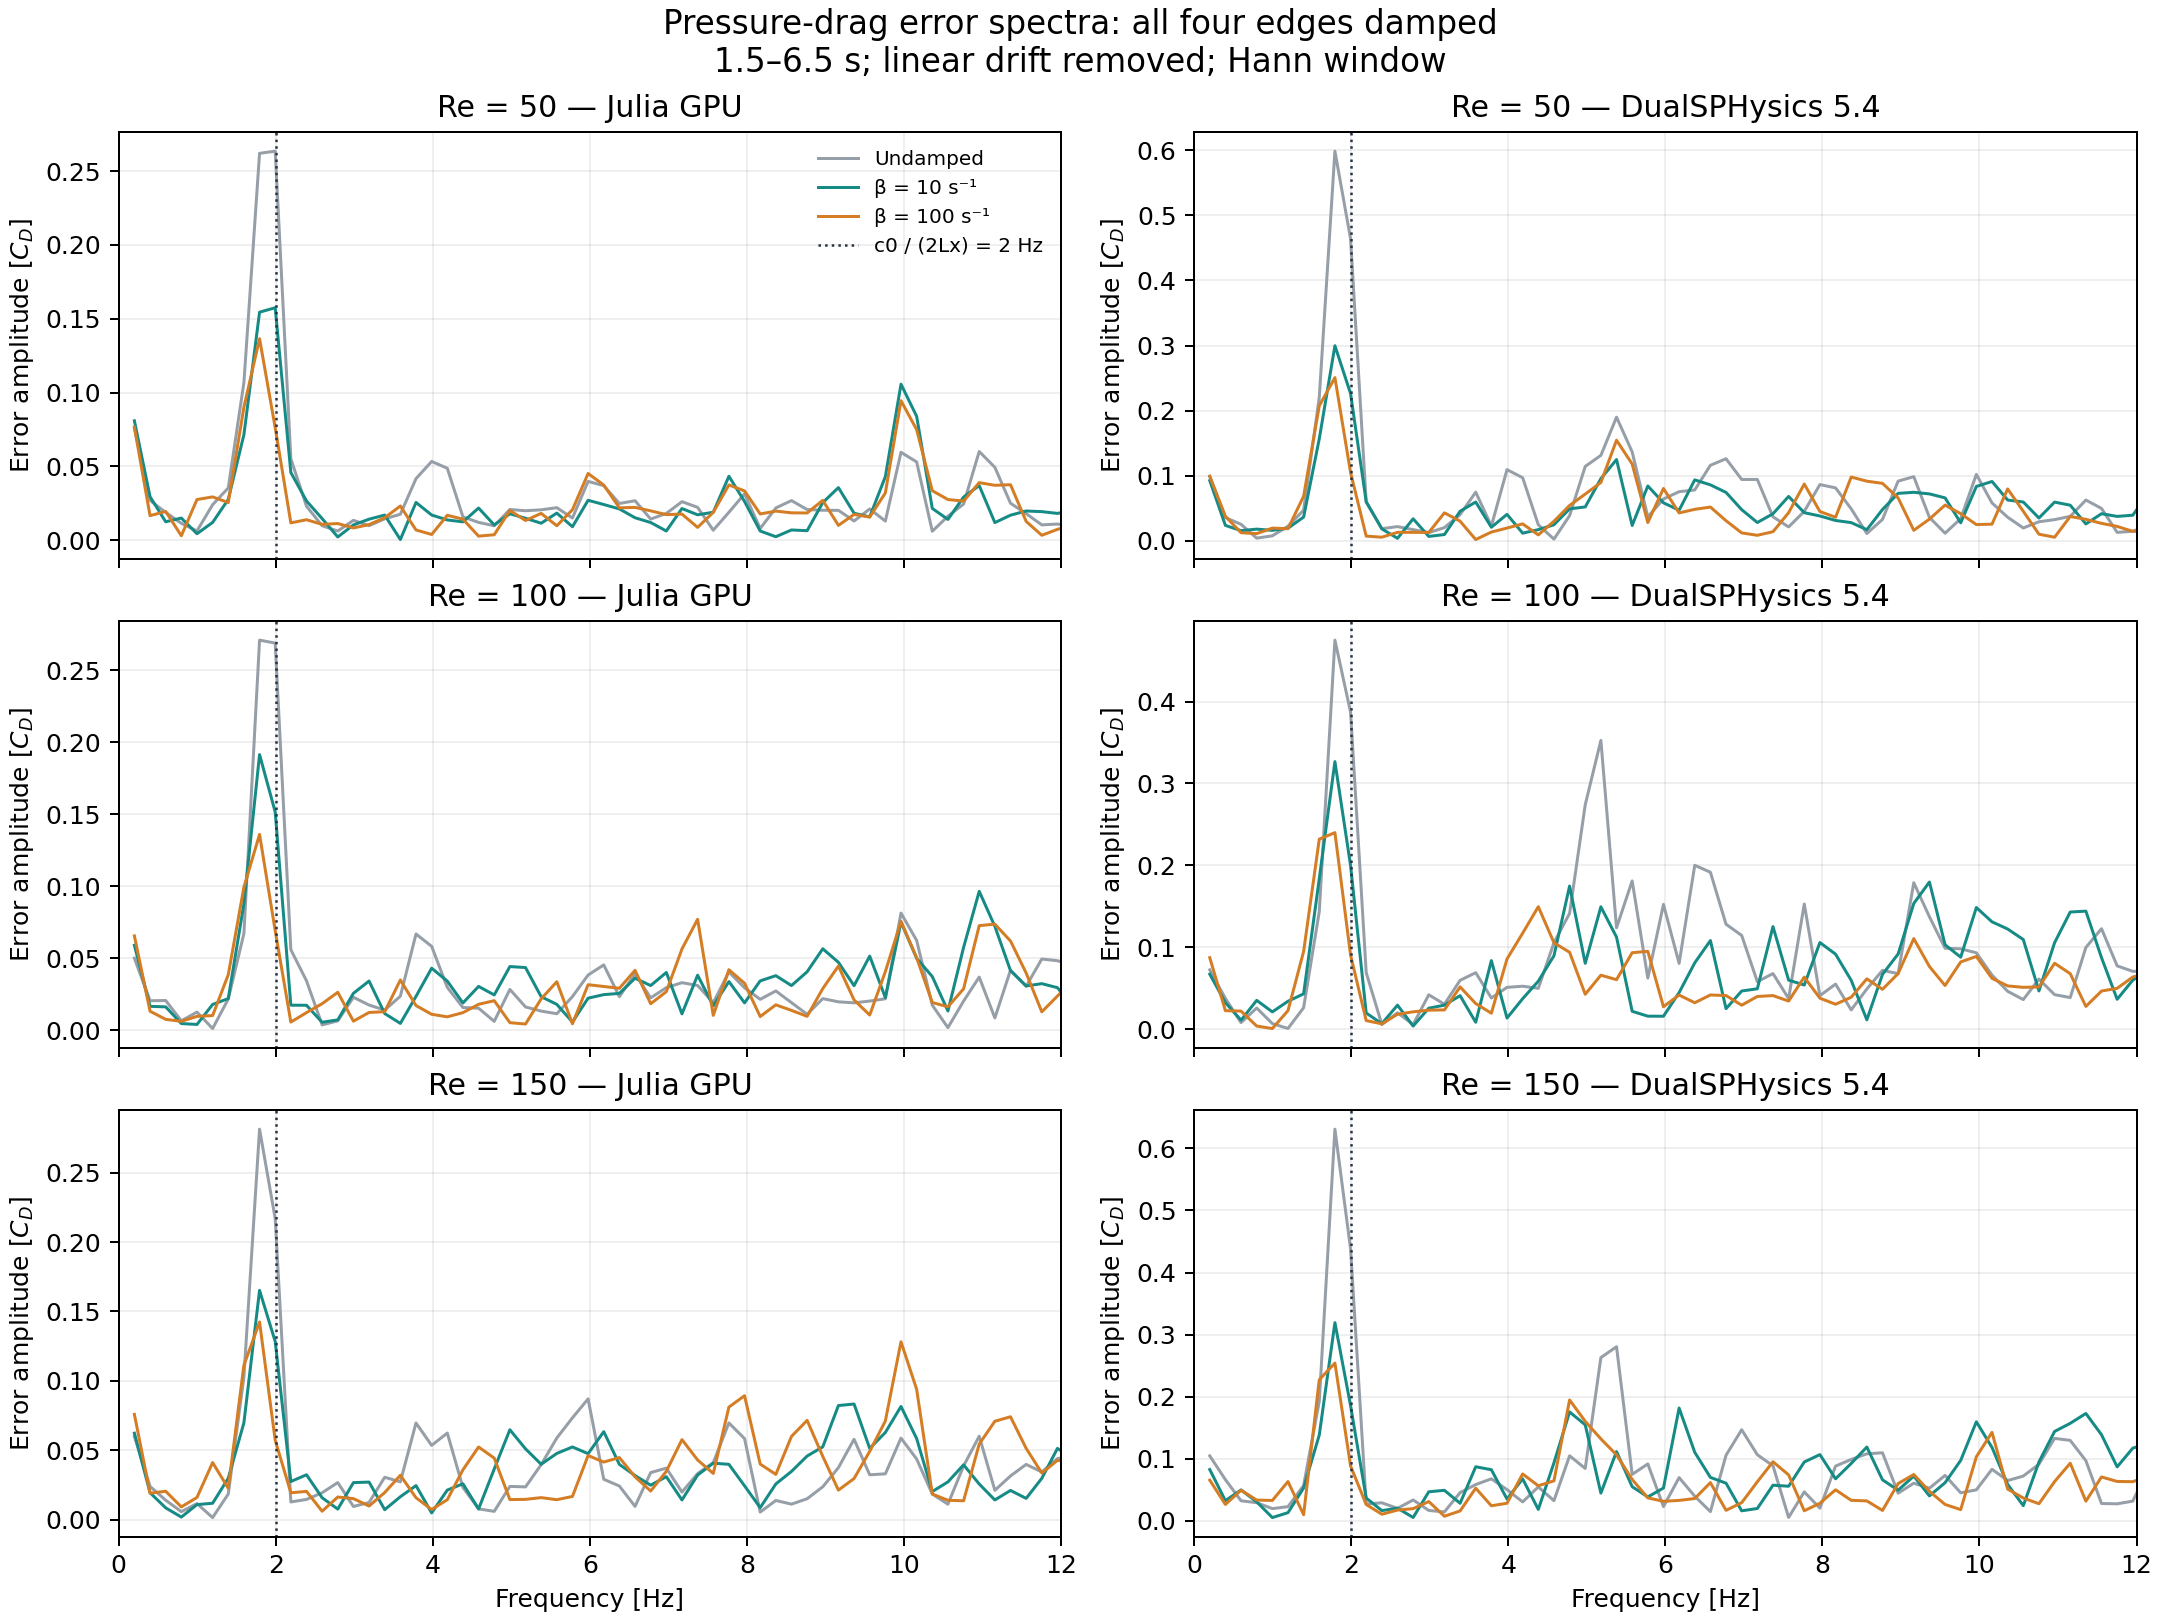 Pressure-drag error spectra: all four edges damped
1.5–6.5 s; linear drift removed; Hann window
Re = 50 — Julia GPU
Error amplitude [C_D]
0.25
0.20
0.15
0.10
0.05
0.00
Undamped
β = 10 s⁻¹
β = 100 s⁻¹
c0 / (2Lx) = 2 Hz
Re = 50 — DualSPHysics 5.4
Error amplitude [C_D]
0.6
0.5
0.4
0.3
0.2
0.1
0.0
Re = 100 — Julia GPU
Error amplitude [C_D]
0.25
0.20
0.15
0.10
0.05
0.00
Re = 100 — DualSPHysics 5.4
Error amplitude [C_D]
0.4
0.3
0.2
0.1
0.0
Re = 150 — Julia GPU
Error amplitude [C_D]
0.25
0.20
0.15
0.10
0.05
0.00
0 2 4 6 8 10 12
Frequency [Hz]
Re = 150 — DualSPHysics 5.4
Error amplitude [C_D]
0.6
0.5
0.4
0.3
0.2
0.1
0.0
0 2 4 6 8 10 12
Frequency [Hz]